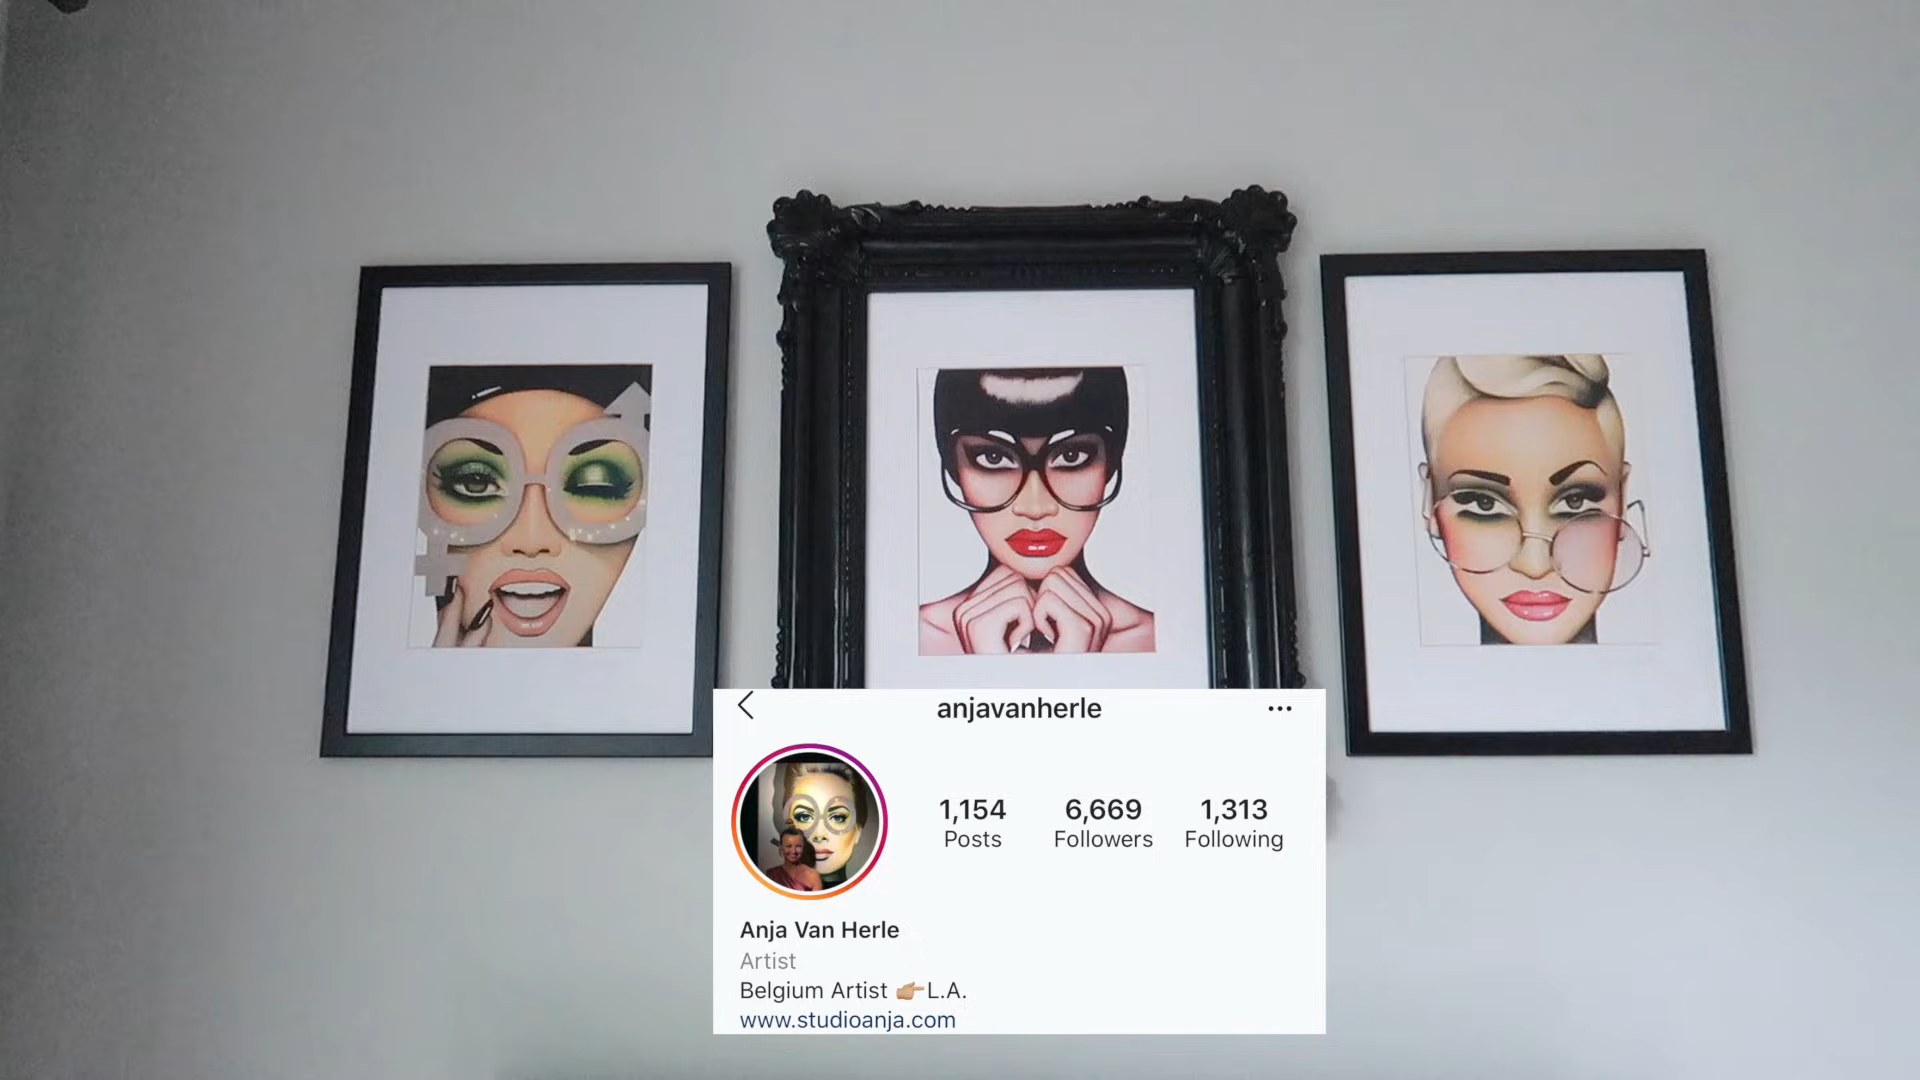 anjavanherle
1,154 6,669 1,313
Posts Followers Following
Anja Van Herle
Artist
Belgium Artist 👉🏼L.A.
www.studioanja.com